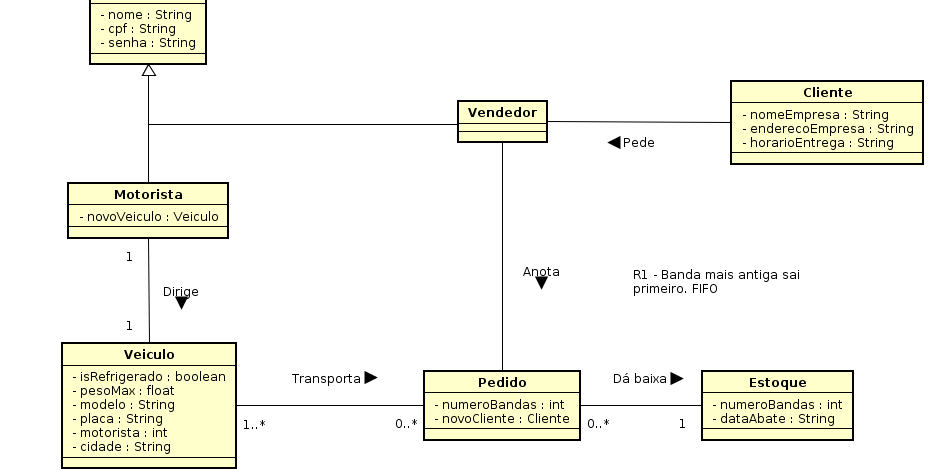 - nome : String
- cpf : String
- senha : String
Vendedor
Cliente
- nomeEmpresa : String
- enderecoEmpresa : String
- horarioEntrega : String
Pede
Motorista
- novoVeiculo : Veiculo
1
Dirige
1
Anota
R1 - Banda mais antiga sai
primeiro. FIFO
Veiculo
- isRefrigerado : boolean
- pesoMax : float
- modelo : String
- placa : String
- motorista : int
- cidade : String
Transporta
1..*
0..*
Pedido
- numeroBandas : int
- novoCliente : Cliente
Dá baixa
0..*
1
Estoque
- numeroBandas : int
- dataAbate : String